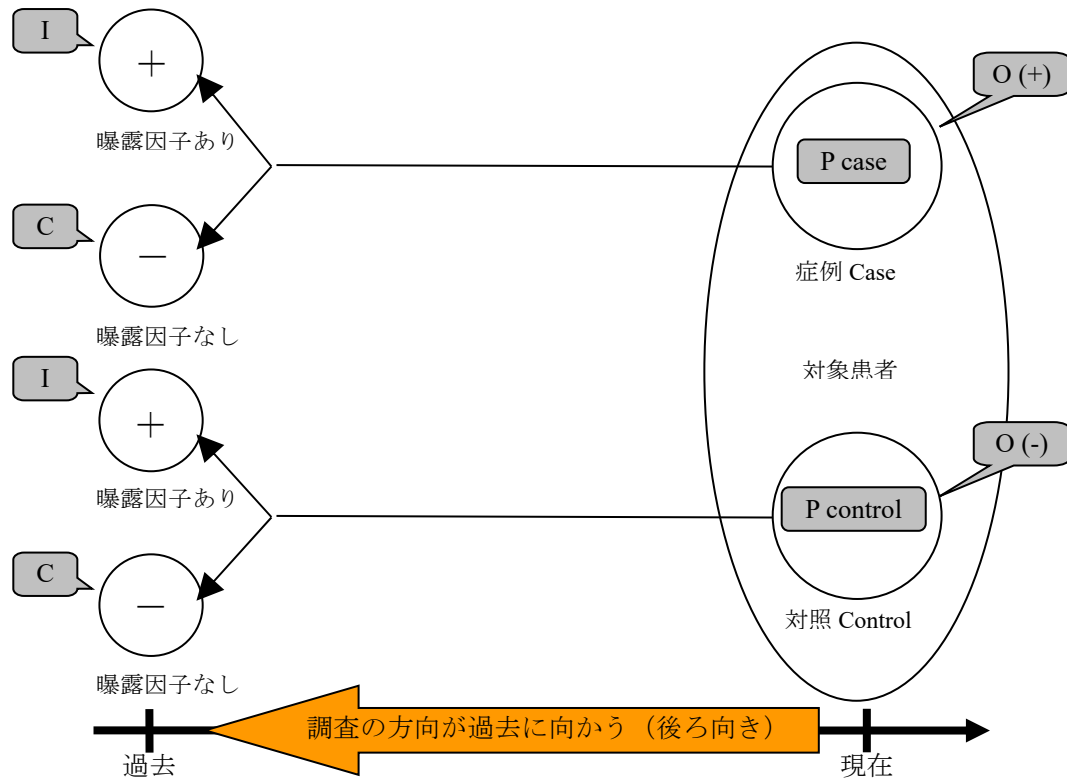 I
+
曝露因子あり
C
−
曝露因子なし
I
+
曝露因子あり
C
−
曝露因子なし
O (+)
P case
症例 Case
対象患者
O (-)
P control
対照 Control
調査の方向が過去に向かう（後ろ向き）
過去
現在